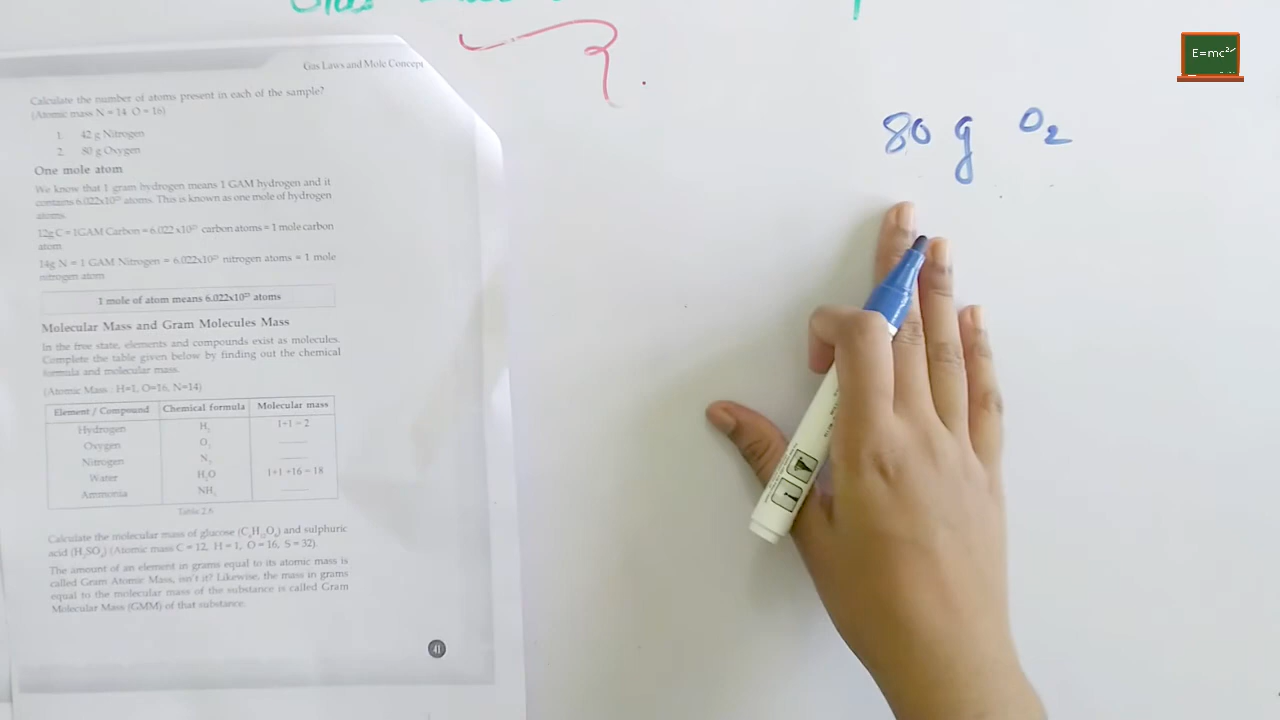 Gas Laws and Mole Concept
Calculate the number of atoms present in each of the sample?
(Atomic mass N = 14 O = 16)
1. 42 g Nitrogen
2. 80 g Oxygen
One mole atom
We know that 1 gram hydrogen means 1 GAM hydrogen and it
contains 6.022x10²³ atoms. This is known as one mole of hydrogen
atoms.
12g C = 1GAM Carbon = 6.022 x10²³ carbon atoms = 1 mole carbon
atom
14g N = 1 GAM Nitrogen = 6.022x10²³ nitrogen atoms = 1 mole
nitrogen atom
1 mole of atom means 6.022x10²³ atoms
Molecular Mass and Gram Molecules Mass
In the free state, elements and compounds exist as molecules.
Complete the table given below by finding out the chemical
formula and molecular mass.
(Atomic Mass : H=1, O=16, N=14)
Element / Compound Chemical formula Molecular mass
Hydrogen H₂ 1+1 = 2
Oxygen O₂
Nitrogen N₂
Water H₂O 1+1 +16 = 18
Ammonia NH₃
Table 2.6
Calculate the molecular mass of glucose (C₆H₁₂O₆) and sulphuric
acid (H₂SO₄) (Atomic mass C = 12, H = 1, O = 16, S = 32).
The amount of an element in grams equal to its atomic mass is
called Gram Atomic Mass, isn't it? Likewise, the mass in grams
equal to the molecular mass of the substance is called Gram
Molecular Mass (GMM) of that substance.
41
80 g O₂
E=mc²